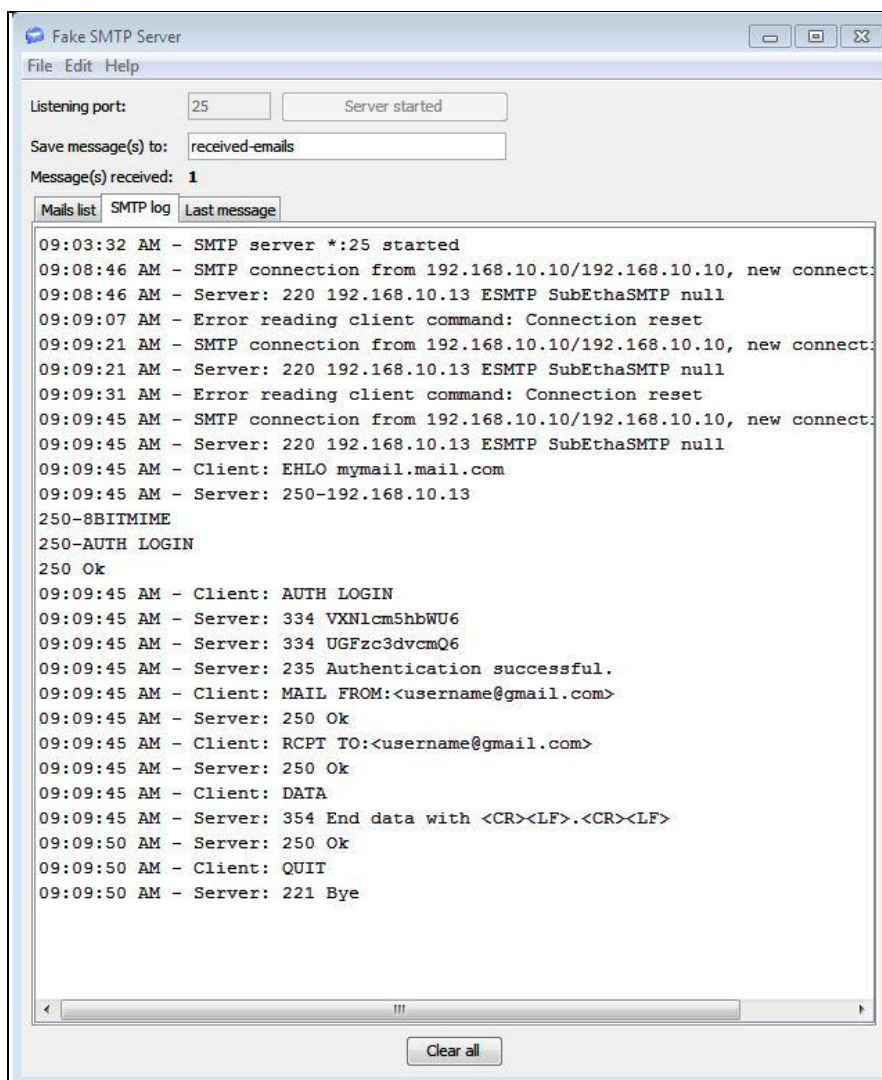 Fake SMTP Server
File Edit Help
Listening port: 25 Server started
Save message(s) to: received-emails
Message(s) received: 1
Mails list SMTP log Last message
09:03:32 AM - SMTP server *:25 started
09:08:46 AM - SMTP connection from 192.168.10.10/192.168.10.10, new connecti
09:08:46 AM - Server: 220 192.168.10.13 ESMTP SubEthaSMTP null
09:09:07 AM - Error reading client command: Connection reset
09:09:21 AM - SMTP connection from 192.168.10.10/192.168.10.10, new connecti
09:09:21 AM - Server: 220 192.168.10.13 ESMTP SubEthaSMTP null
09:09:31 AM - Error reading client command: Connection reset
09:09:45 AM - SMTP connection from 192.168.10.10/192.168.10.10, new connecti
09:09:45 AM - Server: 220 192.168.10.13 ESMTP SubEthaSMTP null
09:09:45 AM - Client: EHLO mymail.mail.com
09:09:45 AM - Server: 250-192.168.10.13
250-8BITMIME
250-AUTH LOGIN
250 Ok
09:09:45 AM - Client: AUTH LOGIN
09:09:45 AM - Server: 334 VXNlcm5hbWU6
09:09:45 AM - Server: 334 UGFzc3dvcmQ6
09:09:45 AM - Server: 235 Authentication successful.
09:09:45 AM - Client: MAIL FROM:<username@gmail.com>
09:09:45 AM - Server: 250 Ok
09:09:45 AM - Client: RCPT TO:<username@gmail.com>
09:09:45 AM - Server: 250 Ok
09:09:45 AM - Client: DATA
09:09:45 AM - Server: 354 End data with <CR><LF>.<CR><LF>
09:09:50 AM - Server: 250 Ok
09:09:50 AM - Client: QUIT
09:09:50 AM - Server: 221 Bye
Clear all